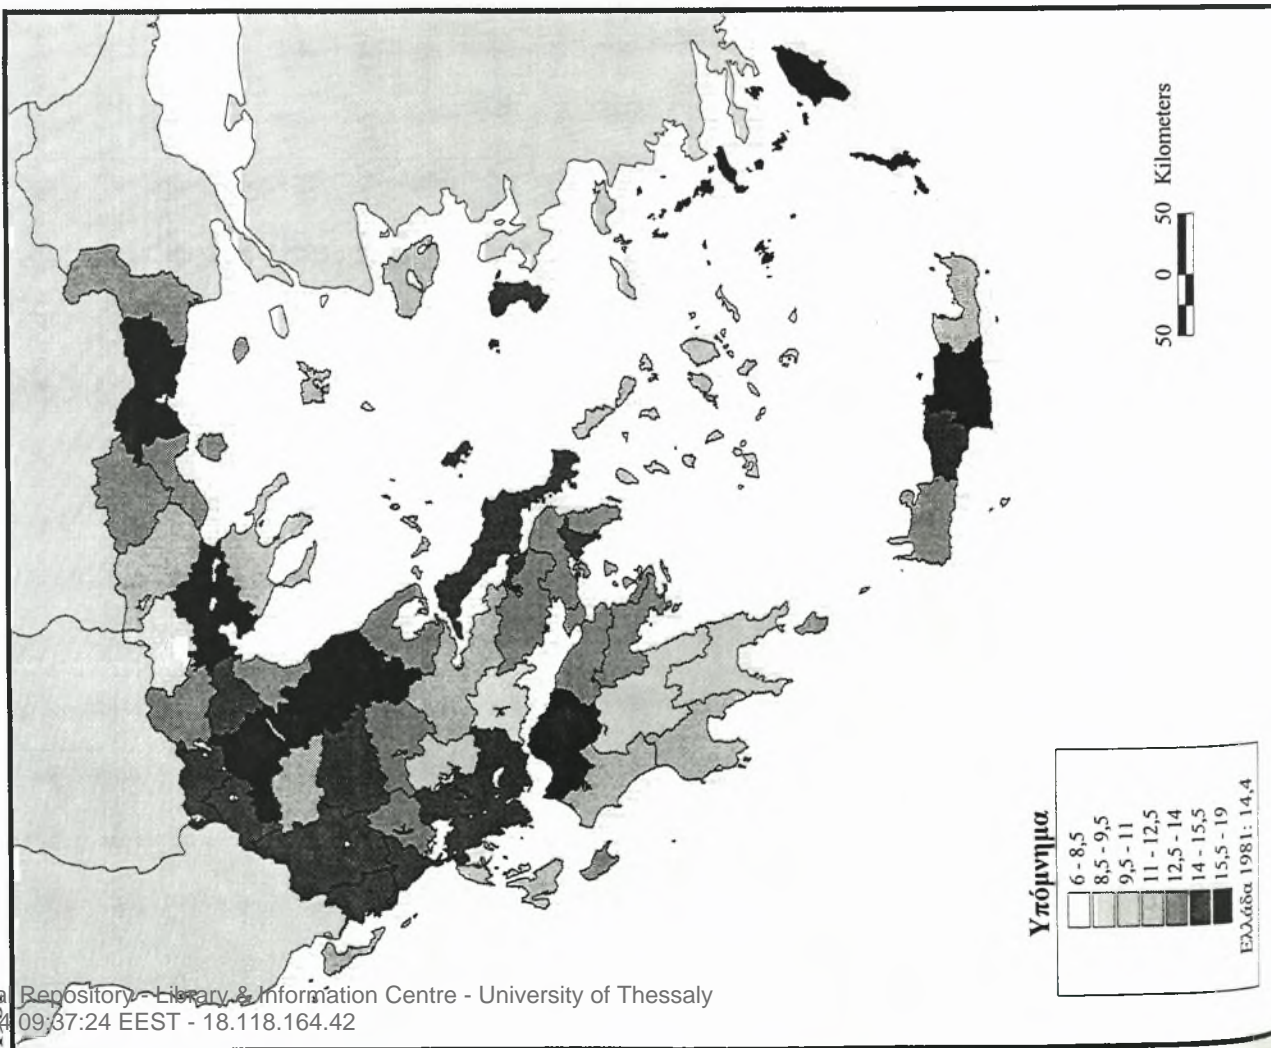 50 0 50 Kilometers
Υπόμνημα
6 - 8,5
8,5 - 9,5
9,5 - 11
11 - 12,5
12,5 - 14
14 - 15,5
15,5 - 19
Ελλάδα 1981: 14,4
Repository - Library & Information Centre - University of Thessaly
09:37:24 EEST - 18.118.164.42